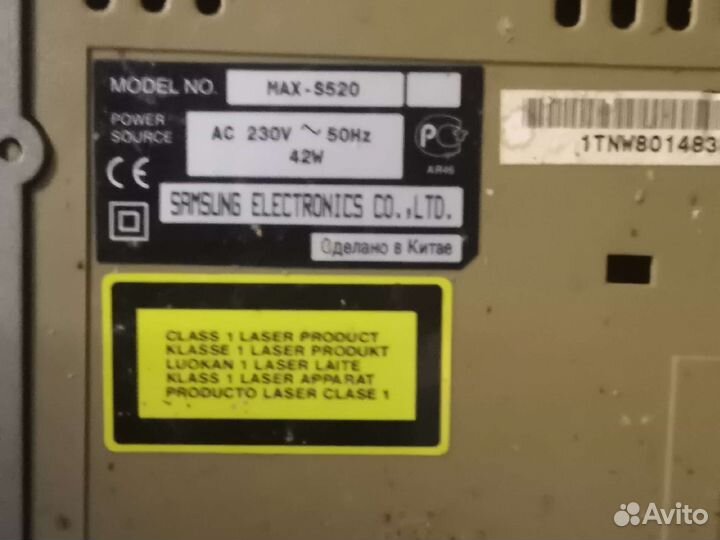 MODEL NO.
MAX-S520
POWER SOURCE
AC 230V ~ 50Hz
42W
AR46
SAMSUNG ELECTRONICS CO.,LTD.
Сделано в Китае
1TNW801483
CLASS 1 LASER PRODUCT
KLASSE 1 LASER PRODUKT
LUOKAN 1 LASER LAITE
KLASS 1 LASER APPARAT
PRODUCTO LASER CLASE 1
Avito